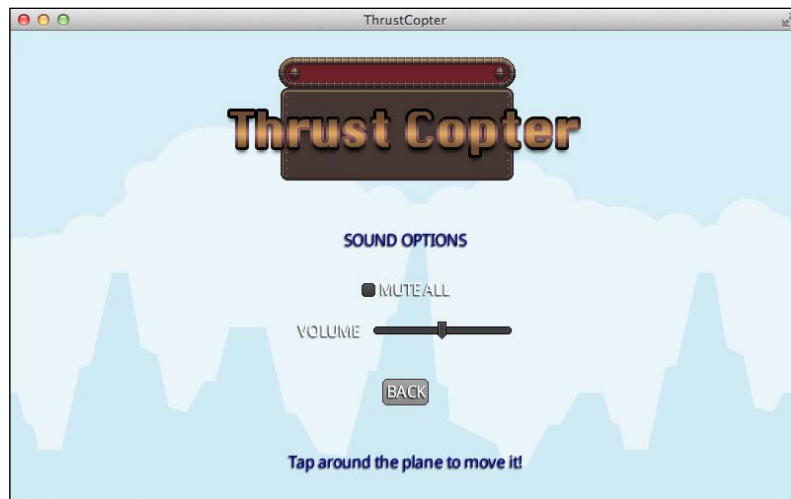 ThrustCopter
Thrust Copter
SOUND OPTIONS
MUTE ALL
VOLUME
BACK
Tap around the plane to move it!